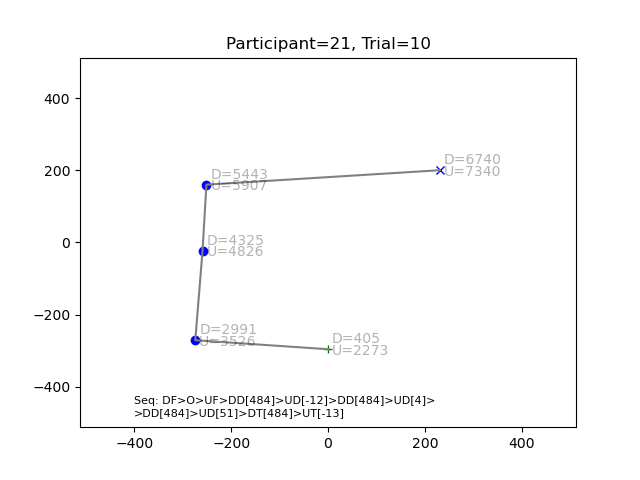 Participant=21, Trial=10
400
200
0
−200
−400
D=6740
U=7340
D=5443
U=5907
D=4325
U=4826
D=2991
U=3526
D=405
U=2273
Seq: DF>O>UF>DD[484]>UD[-12]>DD[484]>UD[4]>
>DD[484]>UD[51]>DT[484]>UT[-13]
−400 −200 0 200 400